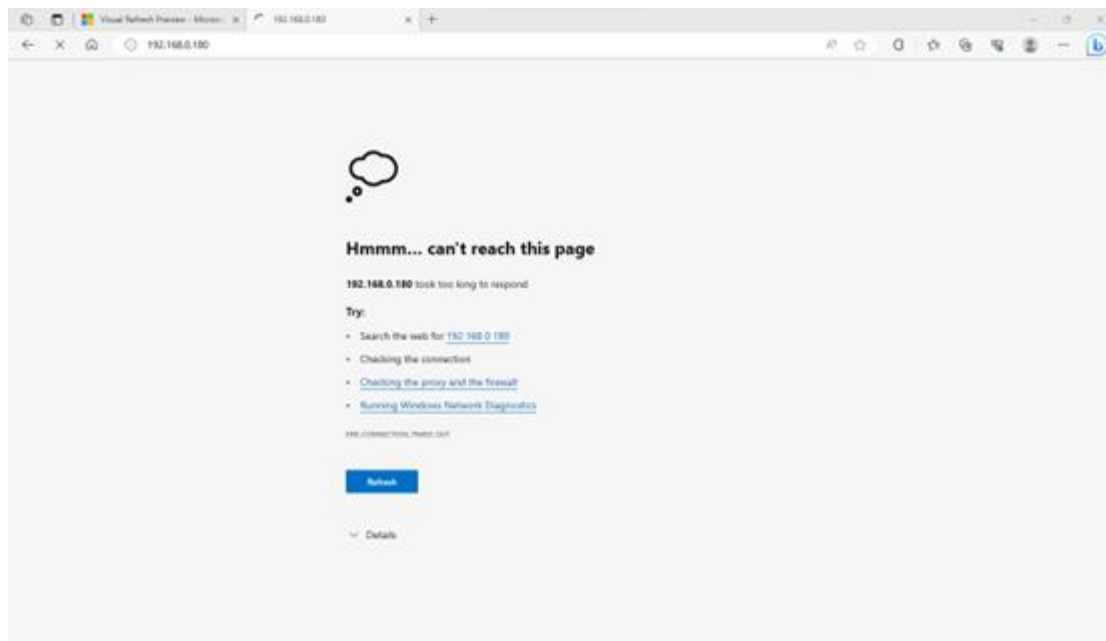 Visual Refresh Preview - Micros
192.168.0.180
192.168.0.180
Hmmm... can't reach this page
192.168.0.180 took too long to respond
Try:
• Search the web for 192 168 0 180
• Checking the connection
• Checking the proxy and the firewall
• Running Windows Network Diagnostics
ERR_CONNECTION_TIMED_OUT
Refresh
Details